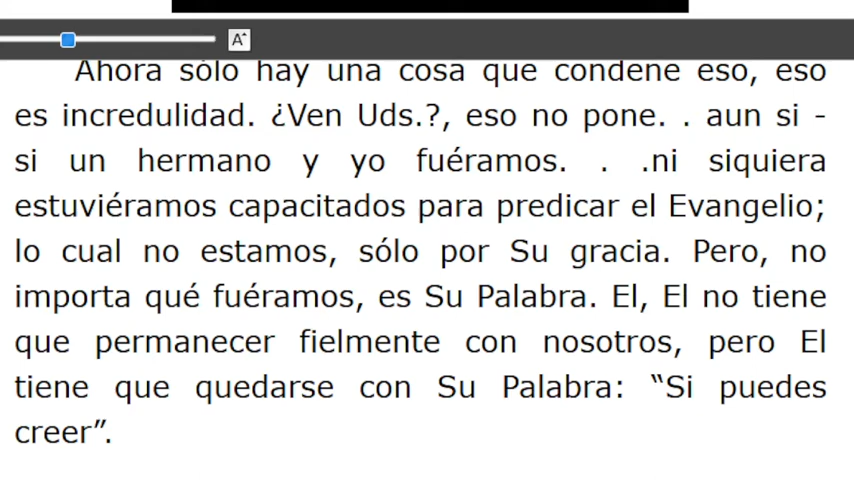 A
Ahora sólo hay una cosa que condene eso, eso
es incredulidad. ¿Ven Uds.?, eso no pone. . aun si -
si un hermano y yo fuéramos. . .ni siquiera
estuviéramos capacitados para predicar el Evangelio;
lo cual no estamos, sólo por Su gracia. Pero, no
importa qué fuéramos, es Su Palabra. El, El no tiene
que permanecer fielmente con nosotros, pero El
tiene que quedarse con Su Palabra: “Si puedes
creer”.